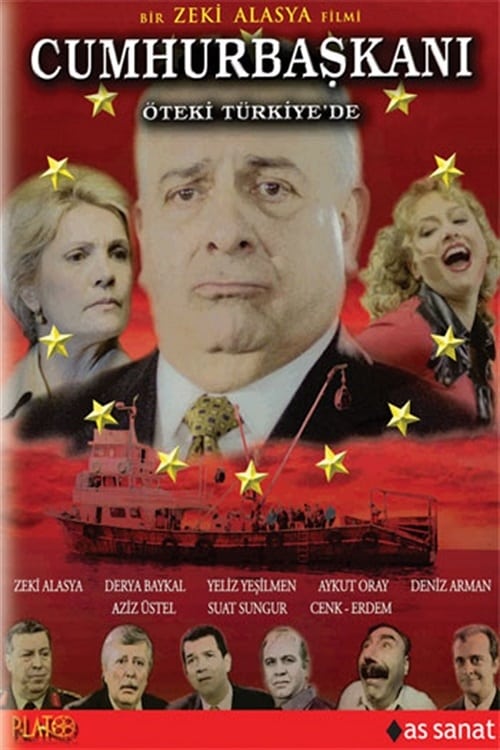 BİR ZEKİ ALASYA FİLMİ
CUMHURBAŞKANI
ÖTEKİ TÜRKİYE'DE
ZEKİ ALASYA DERYA BAYKAL YELİZ YEŞİLMEN AYKUT ORAY DENİZ ARMAN
AZİZ ÜSTEL SUAT SUNGUR CENK - ERDEM
PLATO
as sanat